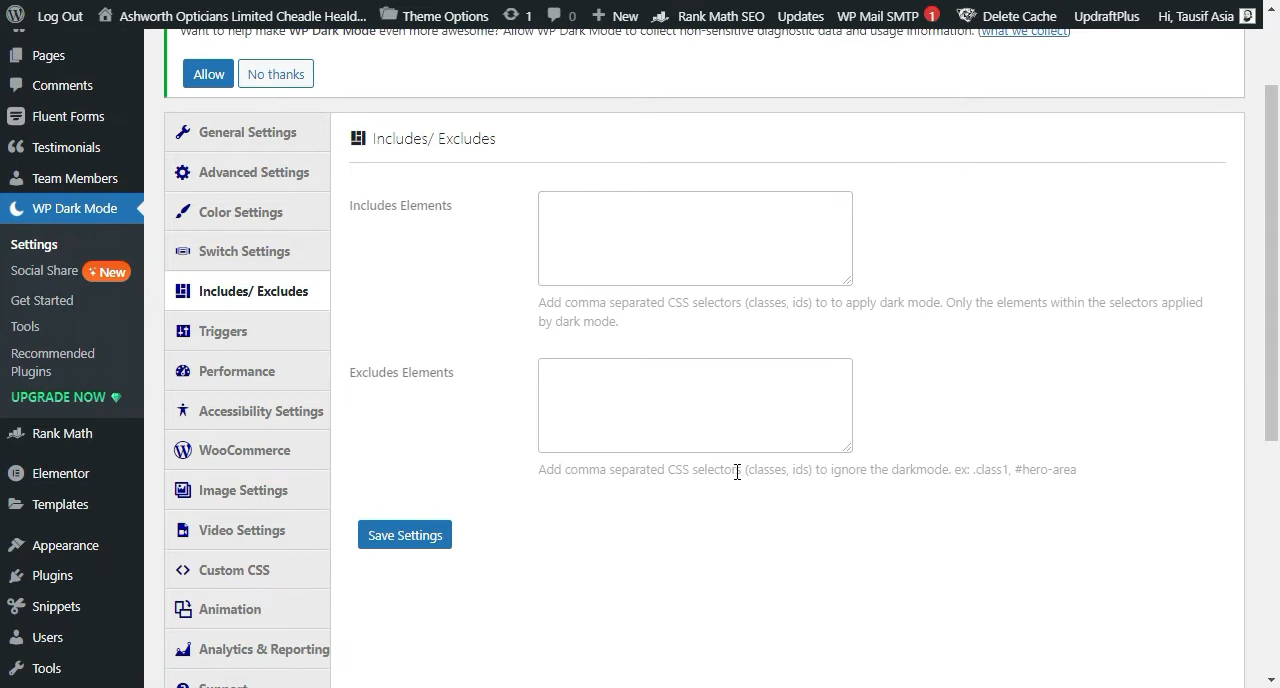 Log Out
Ashworth Opticians Limited Cheadle Heald...
Theme Options
1
0
New
Rank Math SEO
Updates
WP Mail SMTP 1
Delete Cache
UpdraftPlus
Hi, Tausif Asia
Pages
Comments
Fluent Forms
Testimonials
Team Members
WP Dark Mode
Settings
Social Share New
Get Started
Tools
Recommended
Plugins
UPGRADE NOW
Rank Math
Elementor
Templates
Appearance
Plugins
Snippets
Users
Tools
Want to help make WP Dark Mode even more awesome? Allow WP Dark Mode to collect non-sensitive diagnostic data and usage information. (what we collect)
Allow
No thanks
General Settings
Advanced Settings
Color Settings
Switch Settings
Includes/ Excludes
Triggers
Performance
Accessibility Settings
WooCommerce
Image Settings
Video Settings
Custom CSS
Animation
Analytics & Reporting
Support
Includes/ Excludes
Includes Elements
Add comma separated CSS selectors (classes, ids) to to apply dark mode. Only the elements within the selectors applied
by dark mode.
Excludes Elements
Add comma separated CSS selectors (classes, ids) to ignore the darkmode. ex: .class1, #hero-area
Save Settings